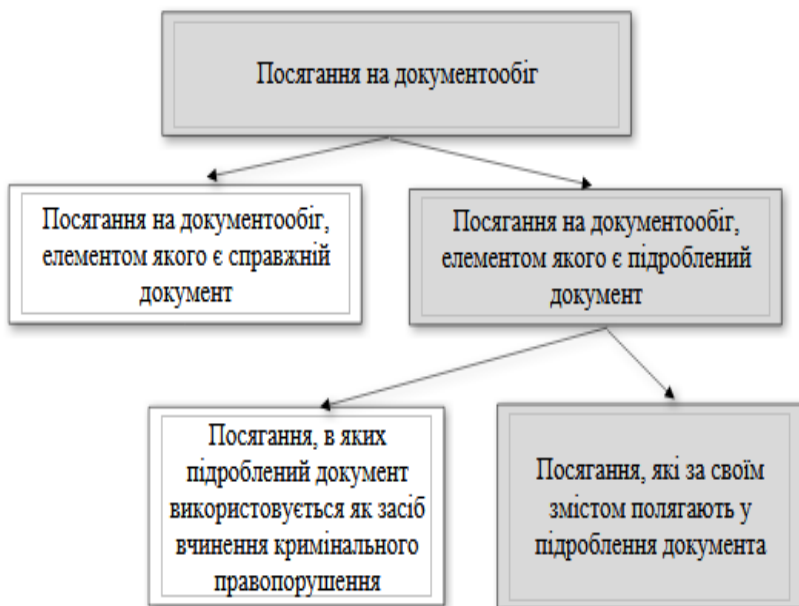 Посягання на документообіг
Посягання на документообіг,
елементом якого є справжній
документ
Посягання на документообіг,
елементом якого є підроблений
документ
Посягання, в яких
підроблений документ
використовується як засіб
вчинення кримінального
правопорушення
Посягання, які за своїм
змістом полягають у
підроблення документа